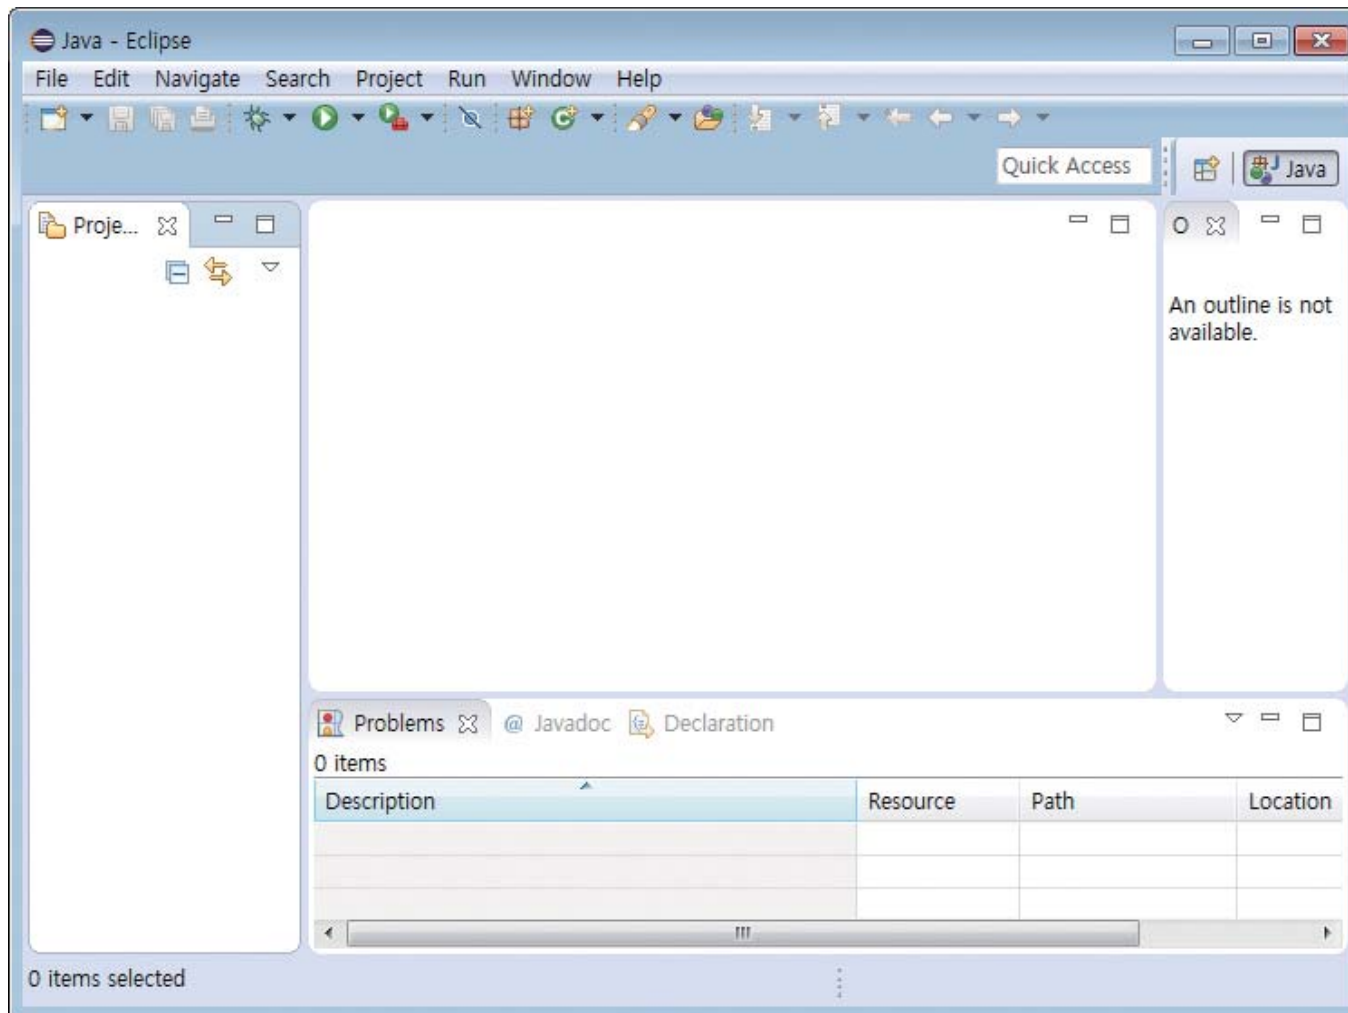 Java - Eclipse
File Edit Navigate Search Project Run Window Help
Quick Access
Java
Proje...
O
An outline is not
available.
Problems @ Javadoc Declaration
0 items
Description Resource Path Location
0 items selected